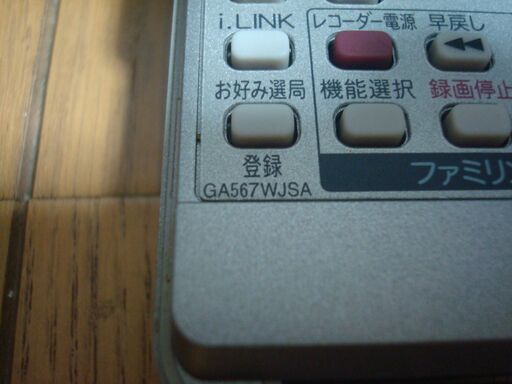 i.LINK レコーダー電源 早戻し
お好み選局 機能選択 録画停止
登録
GA567WJSA
ファミリン